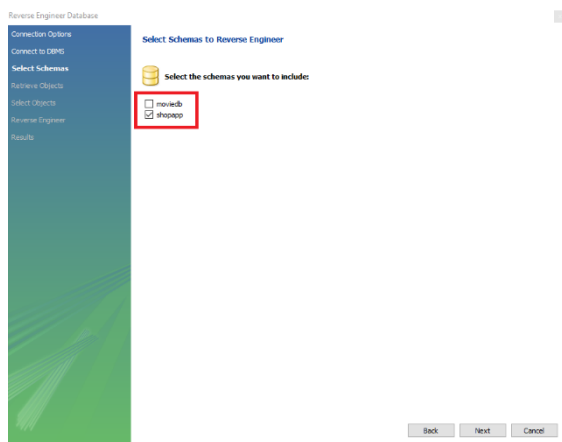 Reverse Engineer Database
Connection Options
Connect to DBMS
Select Schemas
Retrieve Objects
Select Objects
Reverse Engineer
Results
Select Schemas to Reverse Engineer
Select the schemas you want to include:
moviedb
shopapp
Back Next Cancel